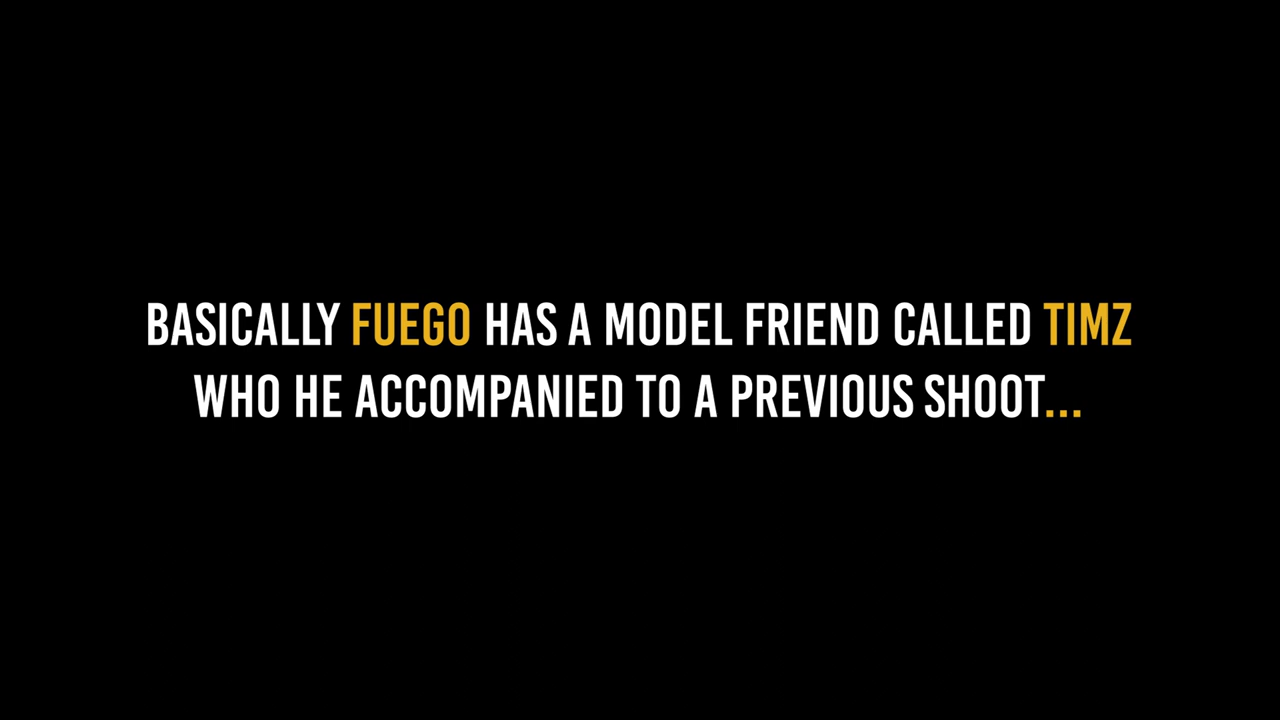 BASICALLY FUEGO HAS A MODEL FRIEND CALLED TIMZ
WHO HE ACCOMPANIED TO A PREVIOUS SHOOT...